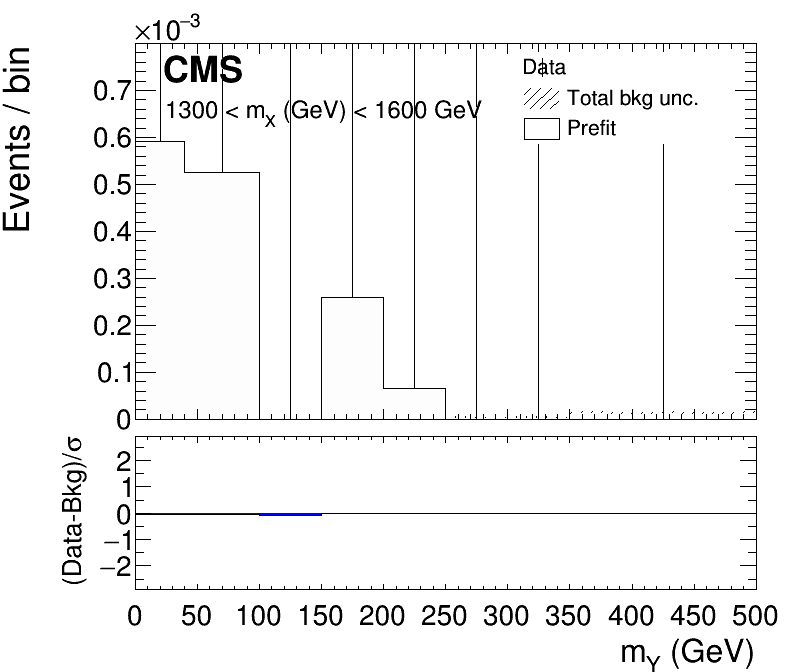 ×10⁻³
CMS
1300 < mX (GeV) < 1600 GeV
Data
Total bkg unc.
Prefit
Events / bin
0.7
0.6
0.5
0.4
0.3
0.2
0.1
0
(Data-Bkg)/σ
2
1
0
−1
−2
0 50 100 150 200 250 300 350 400 450 500
mY (GeV)